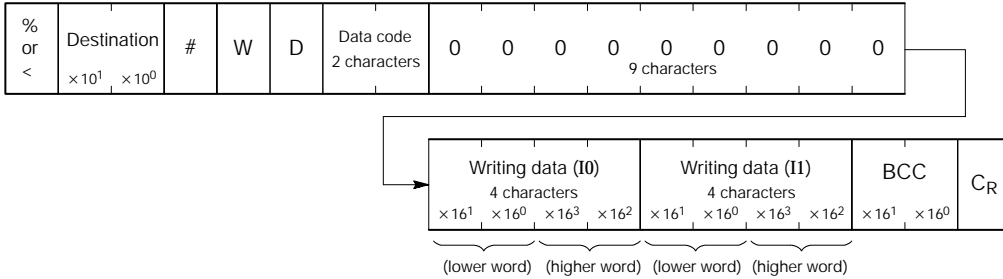 % or < Destination ×10¹ ×10⁰ # W D Data code 2 characters 0 0 0 0 0 0 0 0 0 9 characters
Writing data (I0) 4 characters ×16¹ ×16⁰ ×16³ ×16² Writing data (I1) 4 characters ×16¹ ×16⁰ ×16³ ×16² BCC ×16¹ ×16⁰ CR
(lower word) (higher word) (lower word) (higher word)